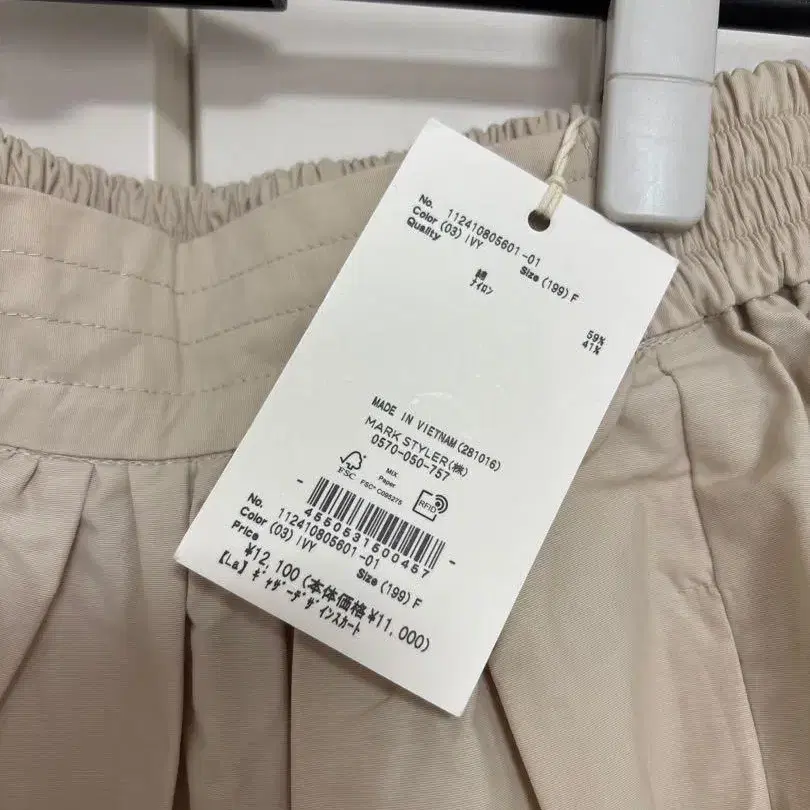 No. 112410805601-01
Color (03) IVY Size (199) F
Quality
綿 59%
ナイロン 41%
MADE IN VIETNAM(281016)
MARK STYLER(株)
0570-050-757
FSC
MIX
Paper
FSC® C095275
RFID
- 4550531500457 -
No. 112410805601-01
Color (03) IVY Size (199) F
Price
¥12,100(本体価格¥11,000)
【La】ギャザーデザインスカート